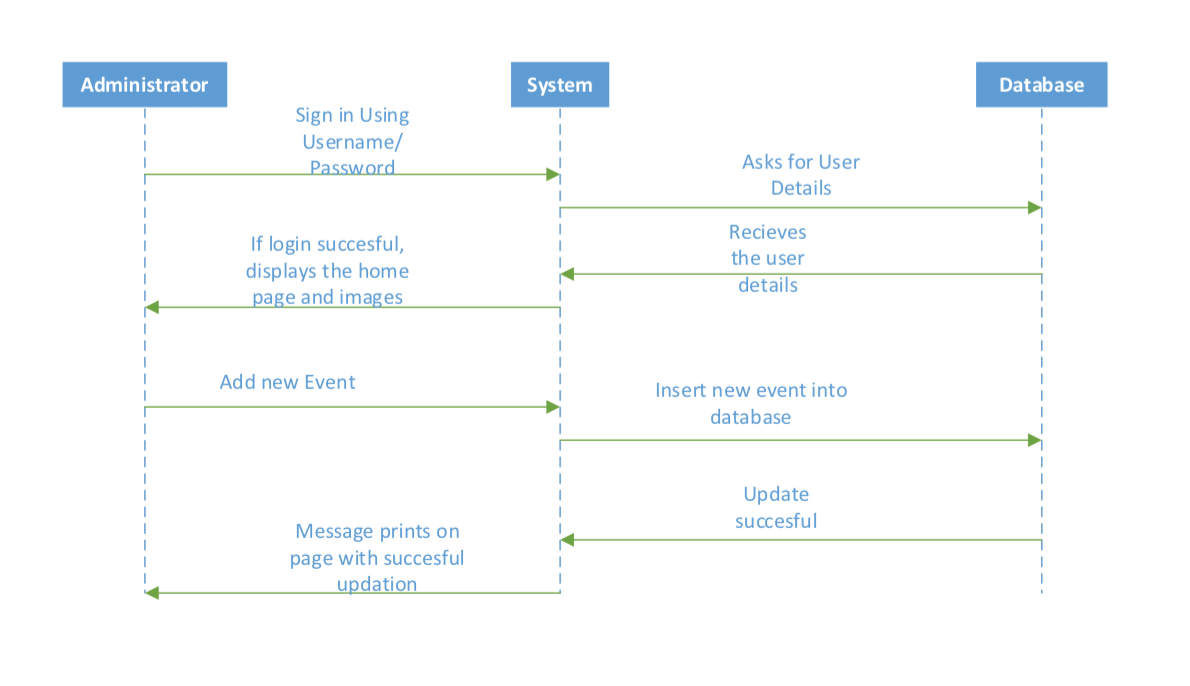 Administrator
System
Database
Sign in Using
Username/
Password
Asks for User
Details
Recieves
the user
details
If login succesful,
displays the home
page and images
Add new Event
Insert new event into
database
Update
succesful
Message prints on
page with succesful
updation